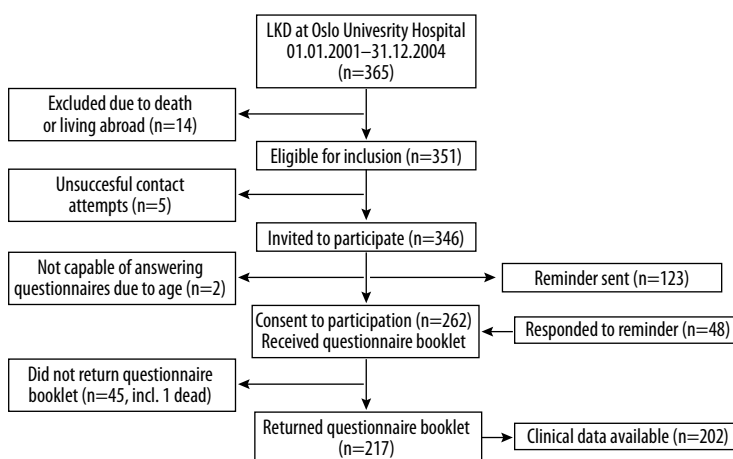 LKD at Oslo Univesrity Hospital
01.01.2001–31.12.2004
(n=365)
Excluded due to death
or living abroad (n=14)
Eligible for inclusion (n=351)
Unsuccesful contact
attempts (n=5)
Invited to participate (n=346)
Not capable of answering
questionnaires due to age (n=2)
Reminder sent (n=123)
Consent to participation (n=262)
Received questionnaire booklet
Responded to reminder (n=48)
Did not return questionnaire
booklet (n=45, incl. 1 dead)
Returned questionnaire booklet
(n=217)
Clinical data available (n=202)